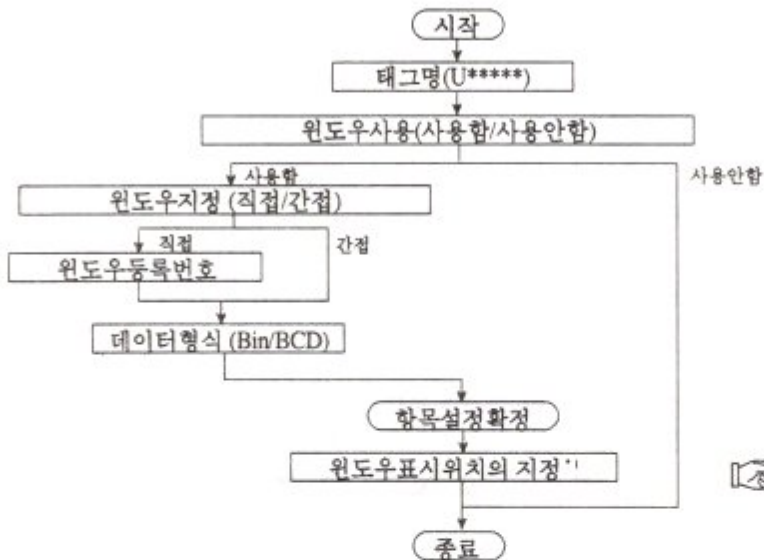 시작
태그명(U*****)
윈도우사용(사용함/사용안함)
사용함
사용안함
윈도우지정 (직접/간접)
직접
간접
윈도우등록번호
데이터형식 (Bin/BCD)
항목설정확정
윈도우표시위치의 지정*1
종료